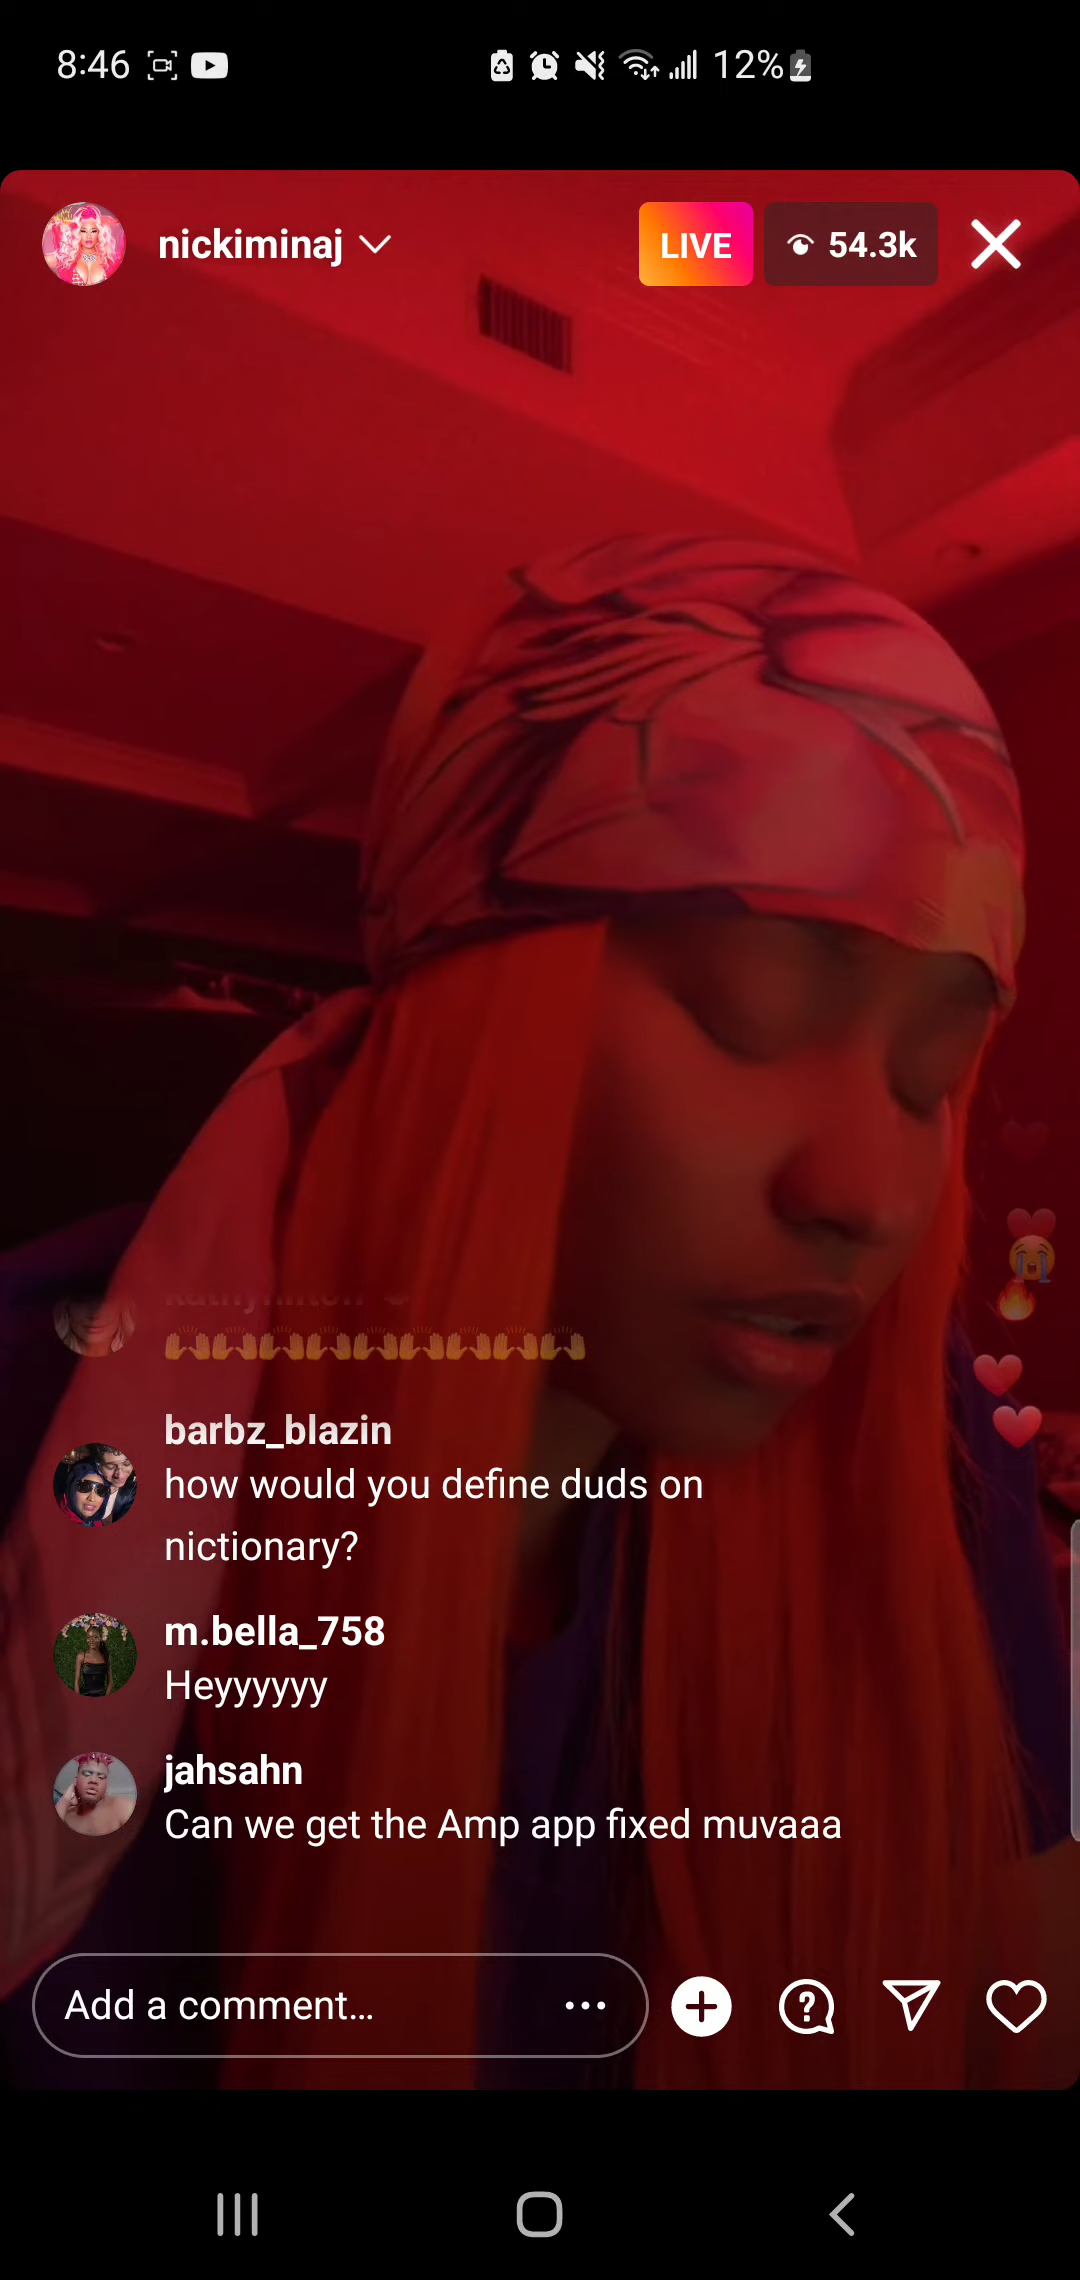 8:46
12%
nickiminaj
LIVE
54.3k
kathyhilton
🙌🙌🙌🙌🙌🙌🙌🙌🙌
barbz_blazin
how would you define duds on
nictionary?
m.bella_758
Heyyyyyy
jahsahn
Can we get the Amp app fixed muvaaa
Add a comment...